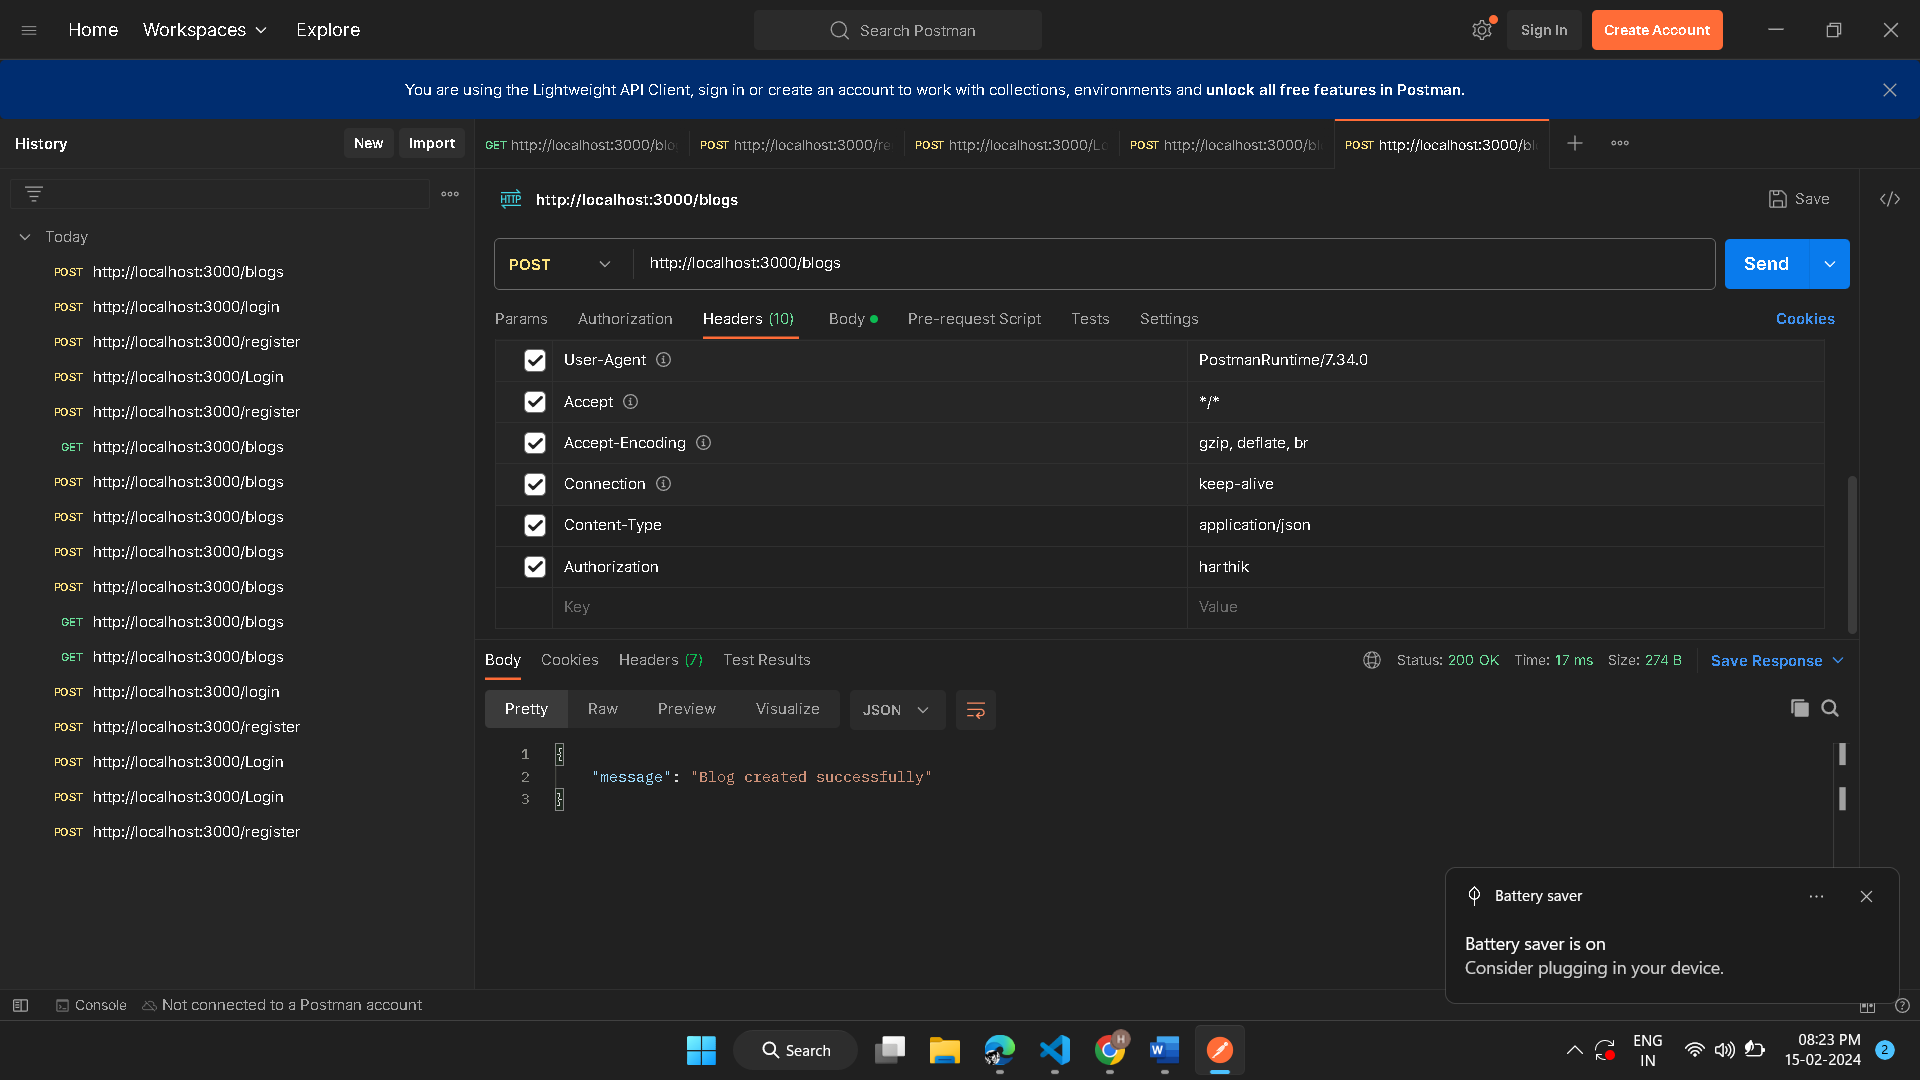 Home Workspaces Explore
Search Postman
Sign In Create Account
You are using the Lightweight API Client, sign in or create an account to work with collections, environments and unlock all free features in Postman.
History New Import
GET http://localhost:3000/blo POST http://localhost:3000/re POST http://localhost:3000/Lo POST http://localhost:3000/bl POST http://localhost:3000/bl
HTTP http://localhost:3000/blogs Save
Today
POST http://localhost:3000/blogs
POST http://localhost:3000/login
POST http://localhost:3000/register
POST http://localhost:3000/Login
POST http://localhost:3000/register
GET http://localhost:3000/blogs
POST http://localhost:3000/blogs
POST http://localhost:3000/blogs
POST http://localhost:3000/blogs
POST http://localhost:3000/blogs
GET http://localhost:3000/blogs
GET http://localhost:3000/blogs
POST http://localhost:3000/login
POST http://localhost:3000/register
POST http://localhost:3000/Login
POST http://localhost:3000/Login
POST http://localhost:3000/register
POST http://localhost:3000/blogs Send
Params Authorization Headers (10) Body Pre-request Script Tests Settings Cookies
User-Agent PostmanRuntime/7.34.0
Accept */*
Accept-Encoding gzip, deflate, br
Connection keep-alive
Content-Type application/json
Authorization harthik
Key Value
Body Cookies Headers (7) Test Results Status: 200 OK Time: 17 ms Size: 274 B Save Response
Pretty Raw Preview Visualize JSON
1 {
2 "message": "Blog created successfully"
3 }
Battery saver
Battery saver is on
Consider plugging in your device.
Console Not connected to a Postman account
Search
H
W
ENG
IN
08:23 PM
15-02-2024
2